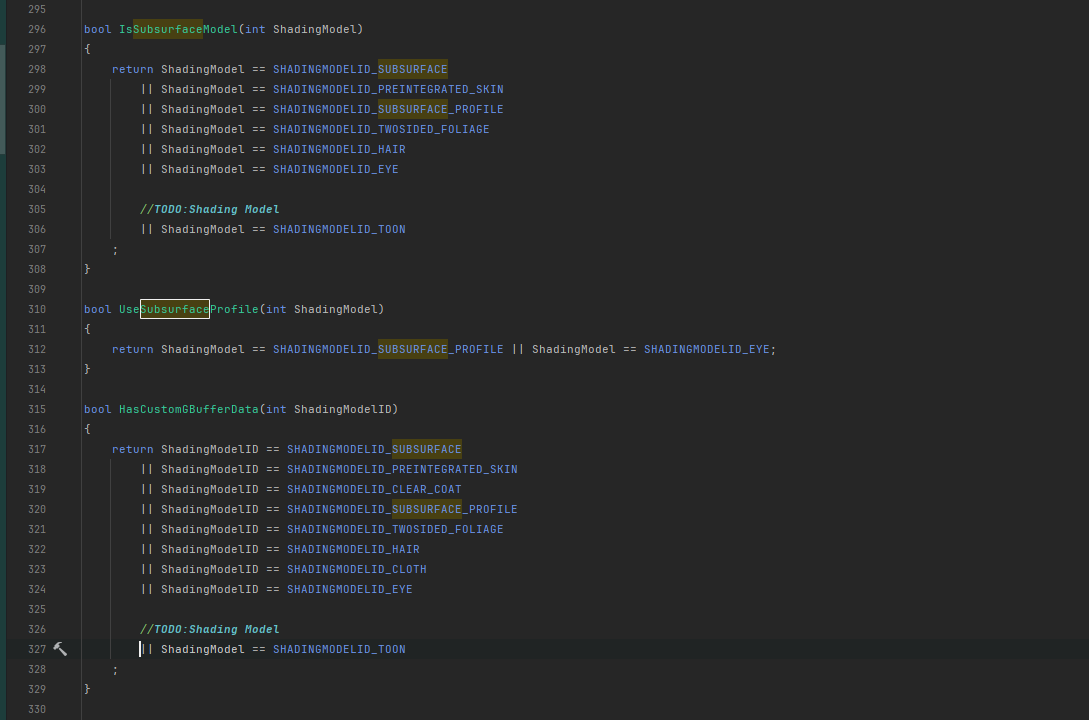 295
296 bool IsSubsurfaceModel(int ShadingModel)
297 {
298 return ShadingModel == SHADINGMODELID_SUBSURFACE
299 || ShadingModel == SHADINGMODELID_PREINTEGRATED_SKIN
300 || ShadingModel == SHADINGMODELID_SUBSURFACE_PROFILE
301 || ShadingModel == SHADINGMODELID_TWOSIDED_FOLIAGE
302 || ShadingModel == SHADINGMODELID_HAIR
303 || ShadingModel == SHADINGMODELID_EYE
304
305 //TODO:Shading Model
306 || ShadingModel == SHADINGMODELID_TOON
307 ;
308 }
309
310 bool UseSubsurfaceProfile(int ShadingModel)
311 {
312 return ShadingModel == SHADINGMODELID_SUBSURFACE_PROFILE || ShadingModel == SHADINGMODELID_EYE;
313 }
314
315 bool HasCustomGBufferData(int ShadingModelID)
316 {
317 return ShadingModelID == SHADINGMODELID_SUBSURFACE
318 || ShadingModelID == SHADINGMODELID_PREINTEGRATED_SKIN
319 || ShadingModelID == SHADINGMODELID_CLEAR_COAT
320 || ShadingModelID == SHADINGMODELID_SUBSURFACE_PROFILE
321 || ShadingModelID == SHADINGMODELID_TWOSIDED_FOLIAGE
322 || ShadingModelID == SHADINGMODELID_HAIR
323 || ShadingModelID == SHADINGMODELID_CLOTH
324 || ShadingModelID == SHADINGMODELID_EYE
325
326 //TODO:Shading Model
327 || ShadingModel == SHADINGMODELID_TOON
328 ;
329 }
330